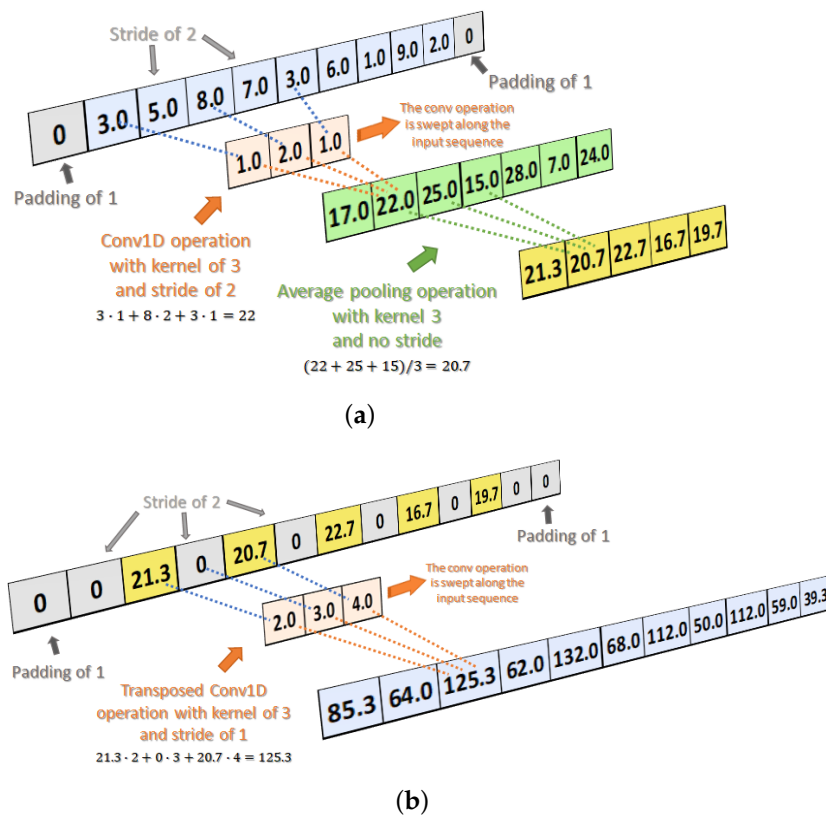 Stride of 2
0 3.0 5.0 8.0 7.0 3.0 6.0 1.0 9.0 2.0 0
Padding of 1
Padding of 1
1.0 2.0 1.0
The conv operation
is swept along the
input sequence
17.0 22.0 25.0 15.0 28.0 7.0 24.0
21.3 20.7 22.7 16.7 19.7
Conv1D operation
with kernel of 3
and stride of 2
3 · 1 + 8 · 2 + 3 · 1 = 22
Average pooling operation
with kernel 3
and no stride
(22 + 25 + 15)/3 = 20.7
(a)
Stride of 2
0 0 21.3 0 20.7 0 22.7 0 16.7 0 19.7 0 0
Padding of 1
Padding of 1
2.0 3.0 4.0
The conv operation
is swept along the
input sequence
85.3 64.0 125.3 62.0 132.0 68.0 112.0 50.0 112.0 59.0 39.3
Transposed Conv1D
operation with kernel of 3
and stride of 1
21.3 · 2 + 0 · 3 + 20.7 · 4 = 125.3
(b)